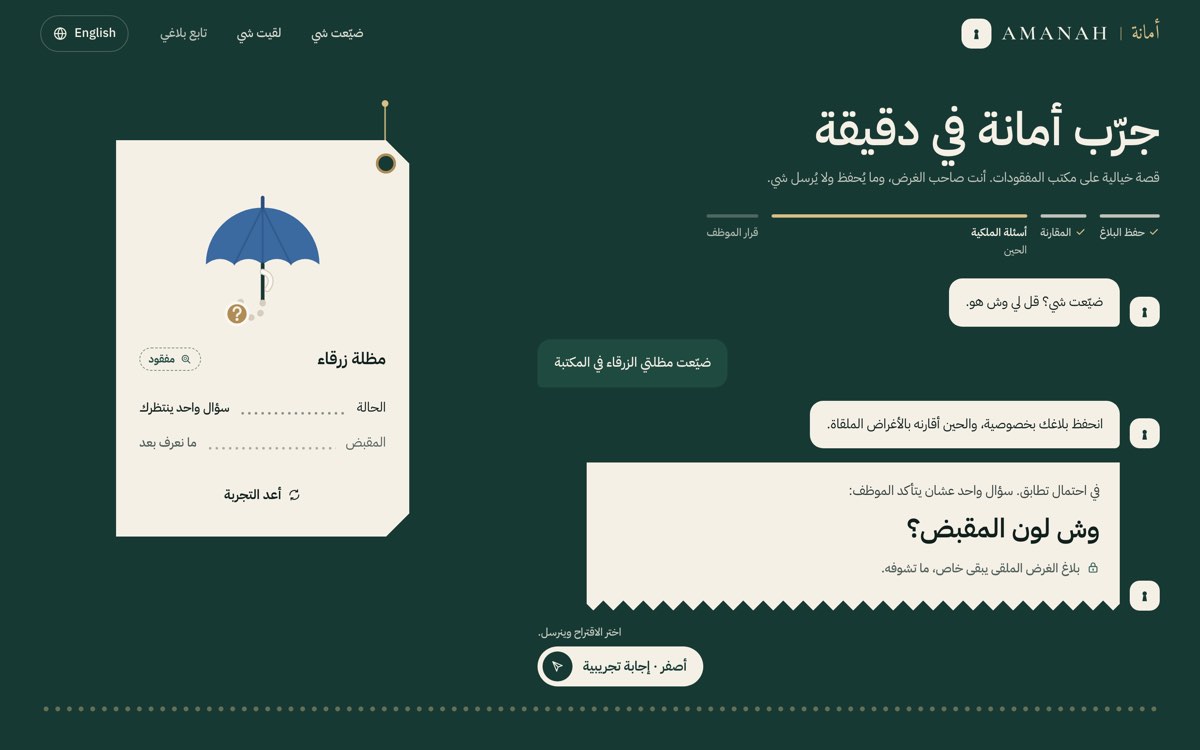 أمانة | AMANAH
ضيّعت شي
لقيت شي
تابع بلاغي
English
جرّب أمانة في دقيقة
قصة خيالية على مكتب المفقودات. أنت صاحب الغرض، وما يُحفظ ولا يُرسل شي.
حفظ البلاغ
المقارنة
أسئلة الملكية
الحين
قرار الموظف
ضيّعت شي؟ قل لي وش هو.
ضيّعت مظلتي الزرقاء في المكتبة
انحفظ بلاغك بخصوصية، والحين أقارنه بالأغراض الملقاة.
في احتمال تطابق. سؤال واحد عشان يتأكد الموظف:
وش لون المقبض؟
بلاغ الغرض الملقى يبقى خاص، ما تشوفه.
اختر الاقتراح وينرسل.
أصفر · إجابة تجريبية
?
مظلة زرقاء
مفقود
الحالة ................ سؤال واحد ينتظرك
المقبض .................. ما نعرف بعد
أعد التجربة